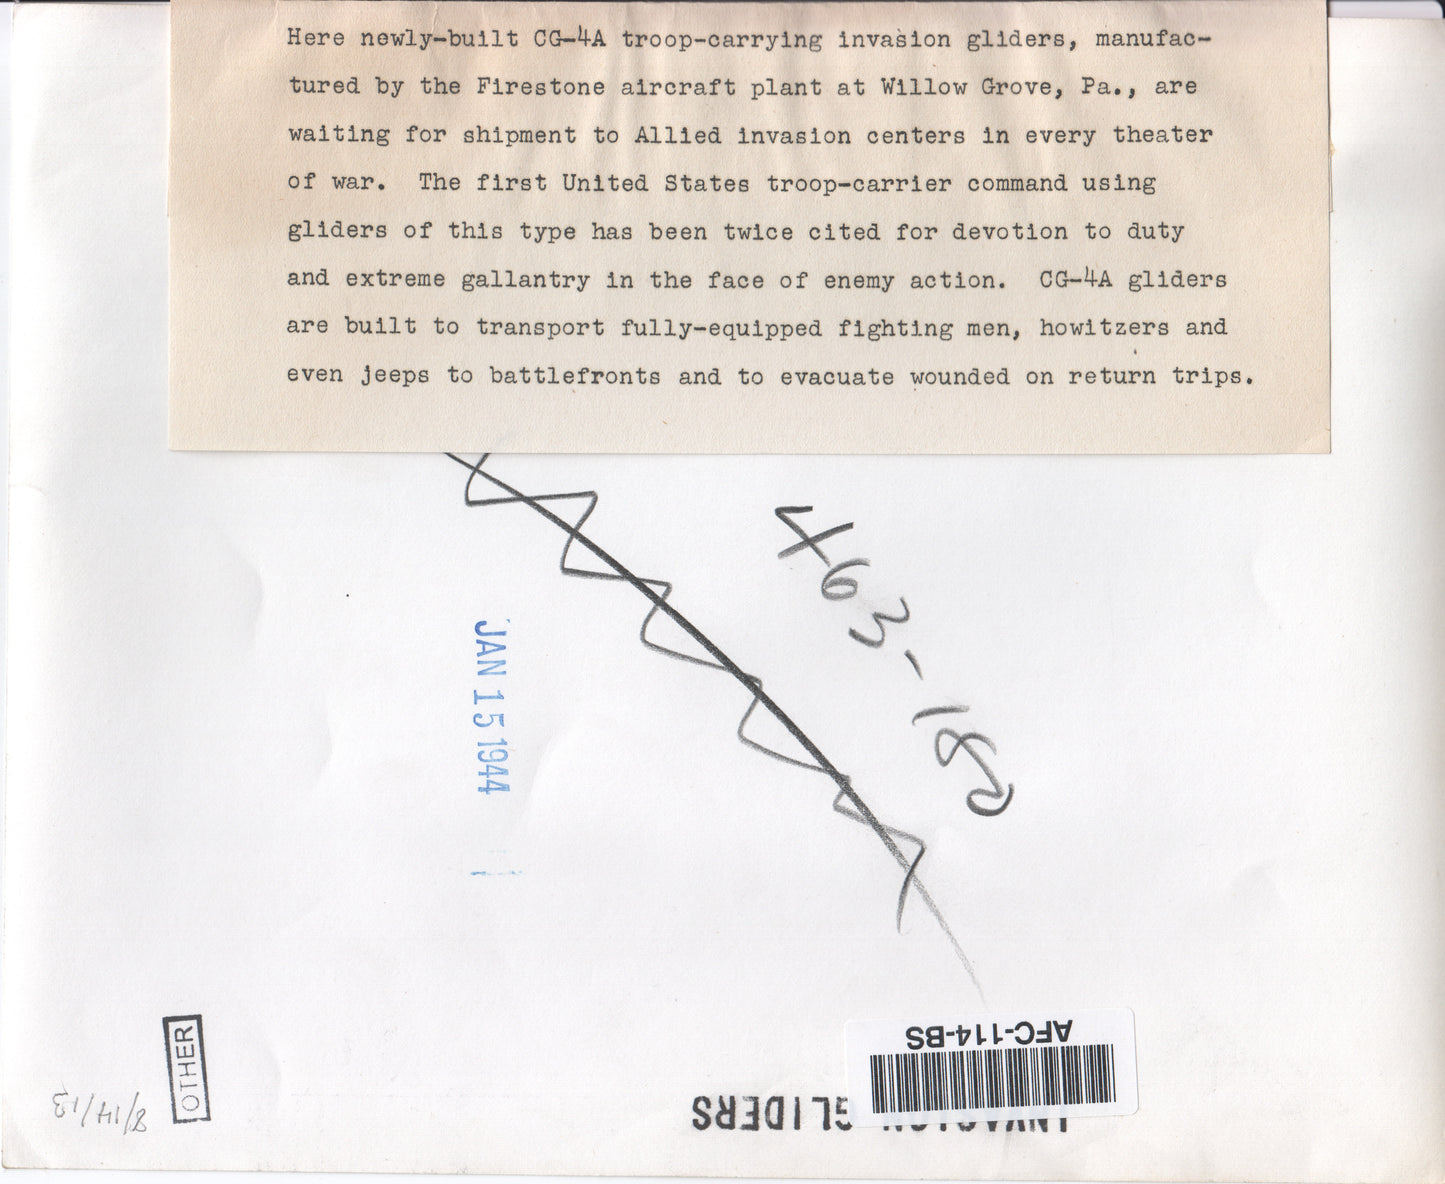 Here newly-built CG-4A troop-carrying invasion gliders, manufac-
tured by the Firestone aircraft plant at Willow Grove, Pa., are
waiting for shipment to Allied invasion centers in every theater
of war.  The first United States troop-carrier command using
gliders of this type has been twice cited for devotion to duty
and extreme gallantry in the face of enemy action.  CG-4A gliders
are built to transport fully-equipped fighting men, howitzers and
even jeeps to battlefronts and to evacuate wounded on return trips.
463-18
JAN 15 1944
OTHER
8/14/13
AFC-114-BS
INVASION GLIDERS